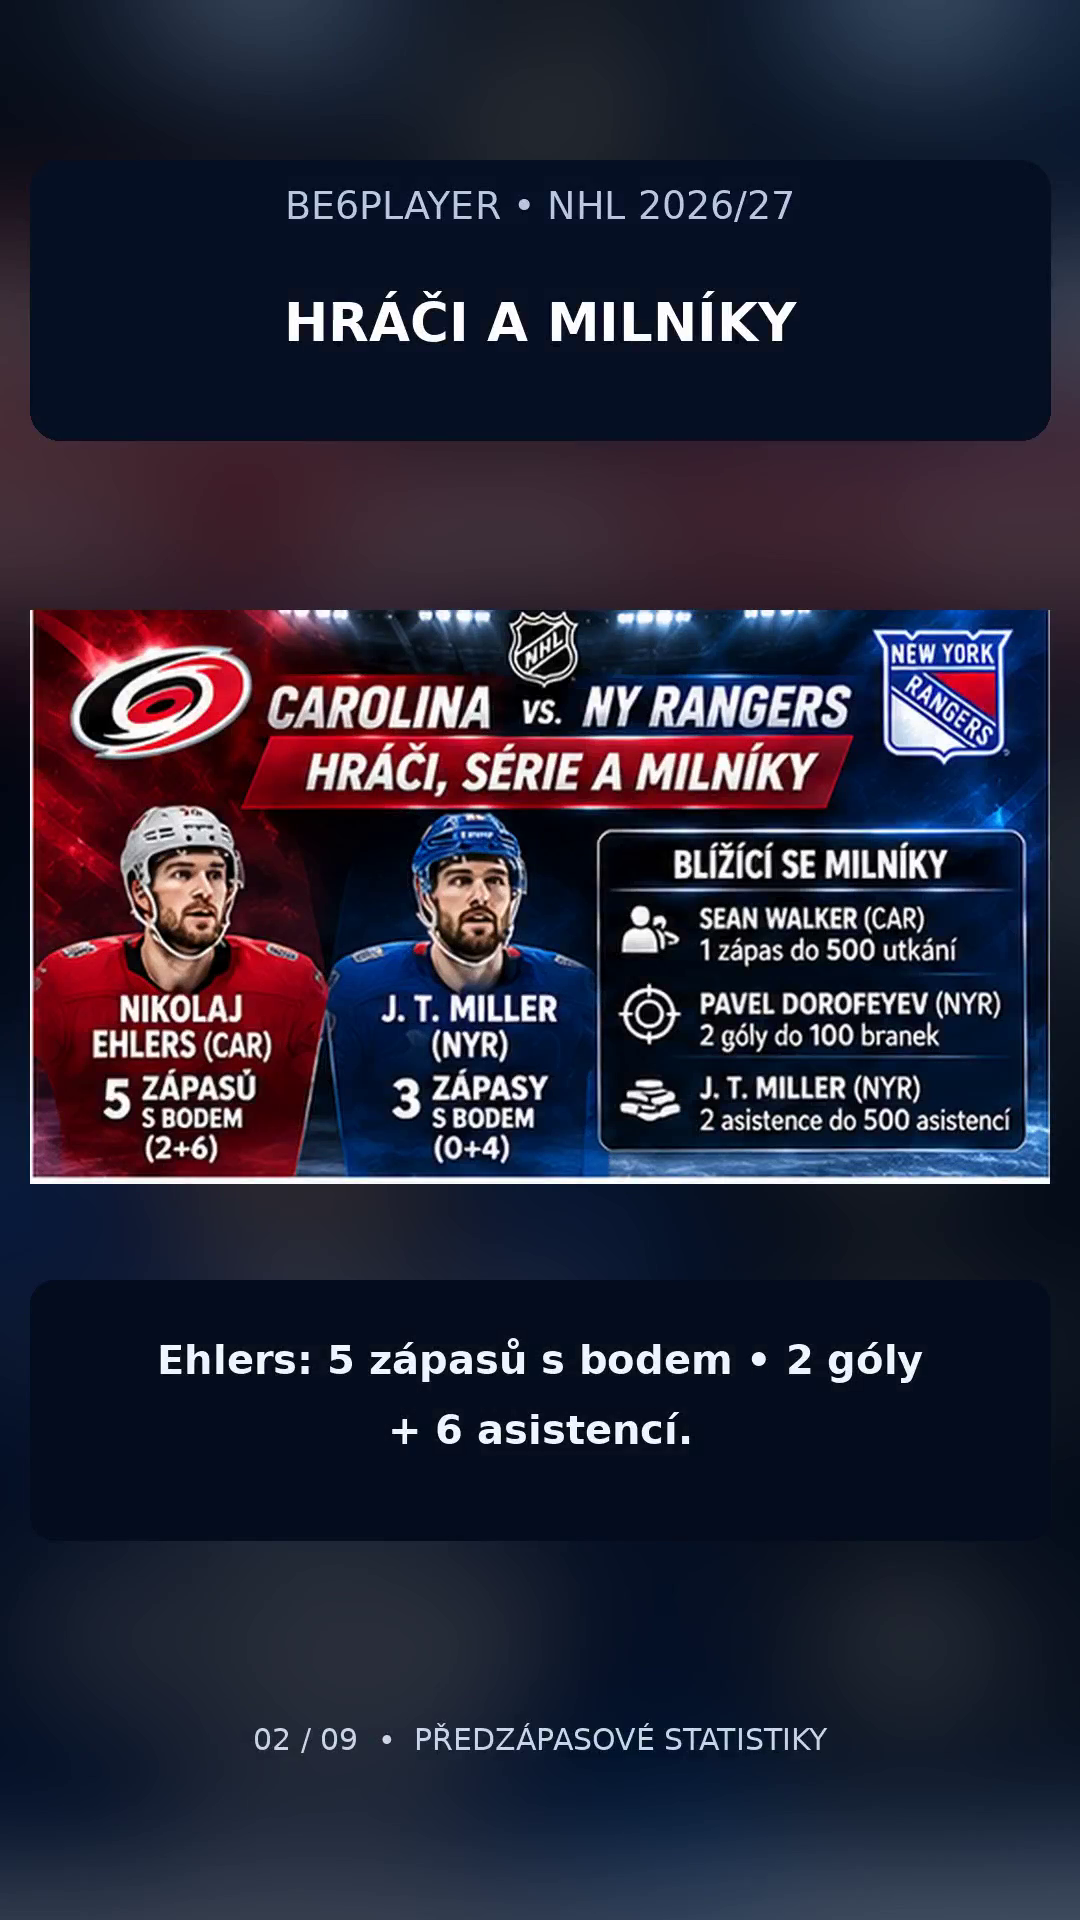 BE6PLAYER • NHL 2026/27
HRÁČI A MILNÍKY
NHL
NEW YORK
RANGERS
CAROLINA vs. NY RANGERS
HRÁČI, SÉRIE A MILNÍKY
NIKOLAJ
EHLERS (CAR)
5 ZÁPASŮ
S BODEM
(2+6)
J. T. MILLER
(NYR)
3 ZÁPASY
S BODEM
(0+4)
BLÍŽÍCÍ SE MILNÍKY
SEAN WALKER (CAR)
1 zápas do 500 utkání
PAVEL DOROFEYEV (NYR)
2 góly do 100 branek
J. T. MILLER (NYR)
2 asistence do 500 asistencí
Ehlers: 5 zápasů s bodem • 2 góly
+ 6 asistencí.
02 / 09 • PŘEDZÁPASOVÉ STATISTIKY